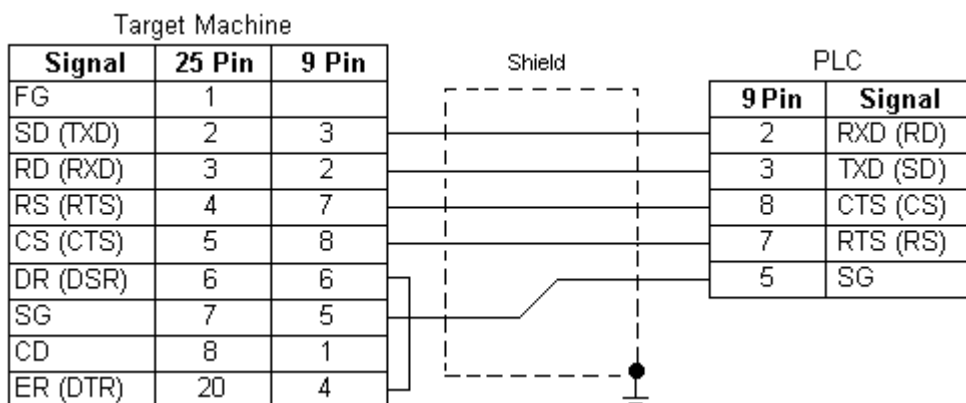 Target Machine
Signal 25 Pin 9 Pin
FG 1
SD (TXD) 2 3
RD (RXD) 3 2
RS (RTS) 4 7
CS (CTS) 5 8
DR (DSR) 6 6
SG 7 5
CD 8 1
ER (DTR) 20 4
Shield
PLC
9 Pin Signal
2 RXD (RD)
3 TXD (SD)
8 CTS (CS)
7 RTS (RS)
5 SG